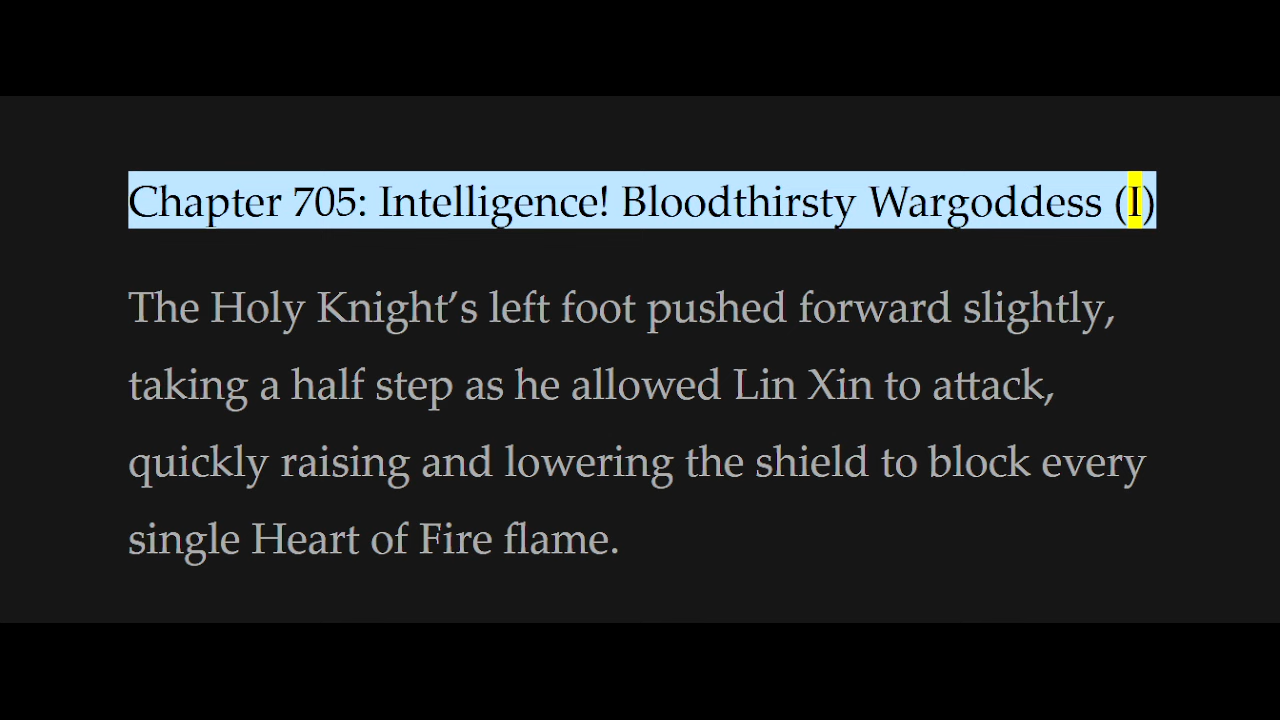 Chapter 705: Intelligence! Bloodthirsty Wargoddess (I)
The Holy Knight’s left foot pushed forward slightly,
taking a half step as he allowed Lin Xin to attack,
quickly raising and lowering the shield to block every
single Heart of Fire flame.